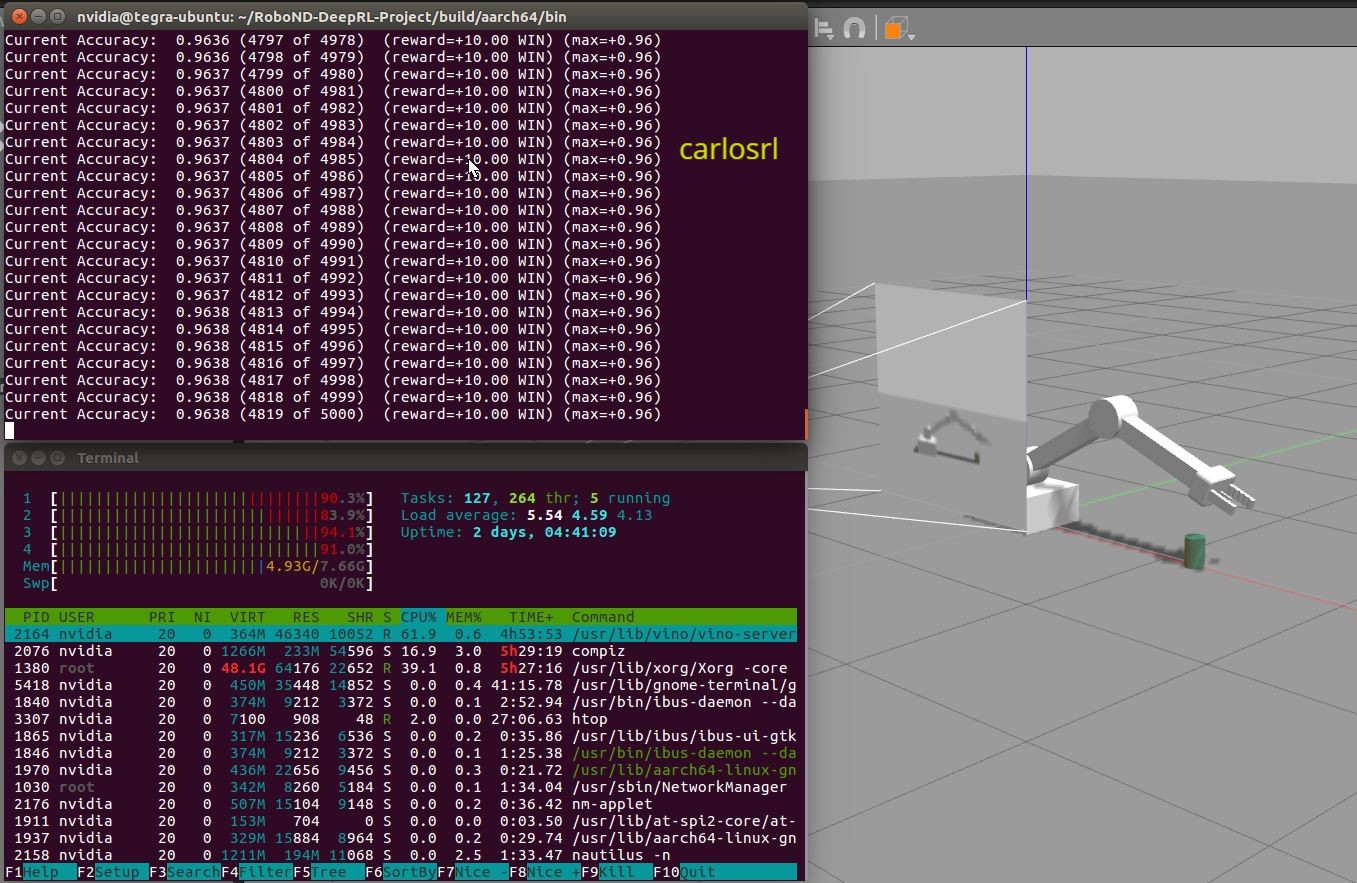 nvidia@tegra-ubuntu: ~/RoboND-DeepRL-Project/build/aarch64/bin
Current Accuracy:  0.9636 (4797 of 4978)  (reward=+10.00 WIN) (max=+0.96)
Current Accuracy:  0.9636 (4798 of 4979)  (reward=+10.00 WIN) (max=+0.96)
Current Accuracy:  0.9637 (4799 of 4980)  (reward=+10.00 WIN) (max=+0.96)
Current Accuracy:  0.9637 (4800 of 4981)  (reward=+10.00 WIN) (max=+0.96)
Current Accuracy:  0.9637 (4801 of 4982)  (reward=+10.00 WIN) (max=+0.96)
Current Accuracy:  0.9637 (4802 of 4983)  (reward=+10.00 WIN) (max=+0.96)
Current Accuracy:  0.9637 (4803 of 4984)  (reward=+10.00 WIN) (max=+0.96)
Current Accuracy:  0.9637 (4804 of 4985)  (reward=+10.00 WIN) (max=+0.96)
Current Accuracy:  0.9637 (4805 of 4986)  (reward=+10.00 WIN) (max=+0.96)
Current Accuracy:  0.9637 (4806 of 4987)  (reward=+10.00 WIN) (max=+0.96)
Current Accuracy:  0.9637 (4807 of 4988)  (reward=+10.00 WIN) (max=+0.96)
Current Accuracy:  0.9637 (4808 of 4989)  (reward=+10.00 WIN) (max=+0.96)
Current Accuracy:  0.9637 (4809 of 4990)  (reward=+10.00 WIN) (max=+0.96)
Current Accuracy:  0.9637 (4810 of 4991)  (reward=+10.00 WIN) (max=+0.96)
Current Accuracy:  0.9637 (4811 of 4992)  (reward=+10.00 WIN) (max=+0.96)
Current Accuracy:  0.9637 (4812 of 4993)  (reward=+10.00 WIN) (max=+0.96)
Current Accuracy:  0.9638 (4813 of 4994)  (reward=+10.00 WIN) (max=+0.96)
Current Accuracy:  0.9638 (4814 of 4995)  (reward=+10.00 WIN) (max=+0.96)
Current Accuracy:  0.9638 (4815 of 4996)  (reward=+10.00 WIN) (max=+0.96)
Current Accuracy:  0.9638 (4816 of 4997)  (reward=+10.00 WIN) (max=+0.96)
Current Accuracy:  0.9638 (4817 of 4998)  (reward=+10.00 WIN) (max=+0.96)
Current Accuracy:  0.9638 (4818 of 4999)  (reward=+10.00 WIN) (max=+0.96)
Current Accuracy:  0.9638 (4819 of 5000)  (reward=+10.00 WIN) (max=+0.96)
carlosrl
Terminal
1 [||||||||||||||||||||||||||||90.3%] Tasks: 127, 264 thr; 5 running
2 [||||||||||||||||||||||||||||83.9%] Load average: 5.54 4.59 4.13
3 [||||||||||||||||||||||||||||94.1%] Uptime: 2 days, 04:41:09
4 [||||||||||||||||||||||||||||91.0%]
Mem[|||||||||||||||||||||||4.93G/7.66G]
Swp[ 0K/0K]
PID USER PRI NI VIRT RES SHR S CPU% MEM% TIME+ Command
2164 nvidia 20 0 364M 46340 10052 R 61.9 0.6 4h53:53 /usr/lib/vino/vino-server
2076 nvidia 20 0 1266M 233M 54596 S 16.9 3.0 5h29:19 compiz
1380 root 20 0 48.1G 64176 22652 R 39.1 0.8 5h27:16 /usr/lib/xorg/Xorg -core
5418 nvidia 20 0 450M 35448 14852 S 0.0 0.4 41:15.78 /usr/lib/gnome-terminal/g
1840 nvidia 20 0 374M 9212 3372 S 0.0 0.1 2:52.94 /usr/bin/ibus-daemon --da
3307 nvidia 20 0 7100 908 48 R 2.0 0.0 27:06.63 htop
1865 nvidia 20 0 317M 15236 6536 S 0.0 0.2 0:35.86 /usr/lib/ibus/ibus-ui-gtk
1846 nvidia 20 0 374M 9212 3372 S 0.0 0.1 1:25.38 /usr/bin/ibus-daemon --da
1970 nvidia 20 0 436M 22656 9456 S 0.0 0.3 0:21.72 /usr/lib/aarch64-linux-gn
1030 root 20 0 342M 8260 5184 S 0.0 0.1 1:34.04 /usr/sbin/NetworkManager
2176 nvidia 20 0 507M 15104 9148 S 0.0 0.2 0:36.42 nm-applet
1911 nvidia 20 0 153M 704 0 S 0.0 0.0 0:03.50 /usr/lib/at-spi2-core/at-
1937 nvidia 20 0 329M 15884 8964 S 0.0 0.2 0:29.74 /usr/lib/aarch64-linux-gn
2158 nvidia 20 0 1211M 194M 11068 S 0.0 2.5 1:33.47 nautilus -n
F1Help F2Setup F3SearchF4FilterF5Tree F6SortByF7Nice -F8Nice +F9Kill F10Quit